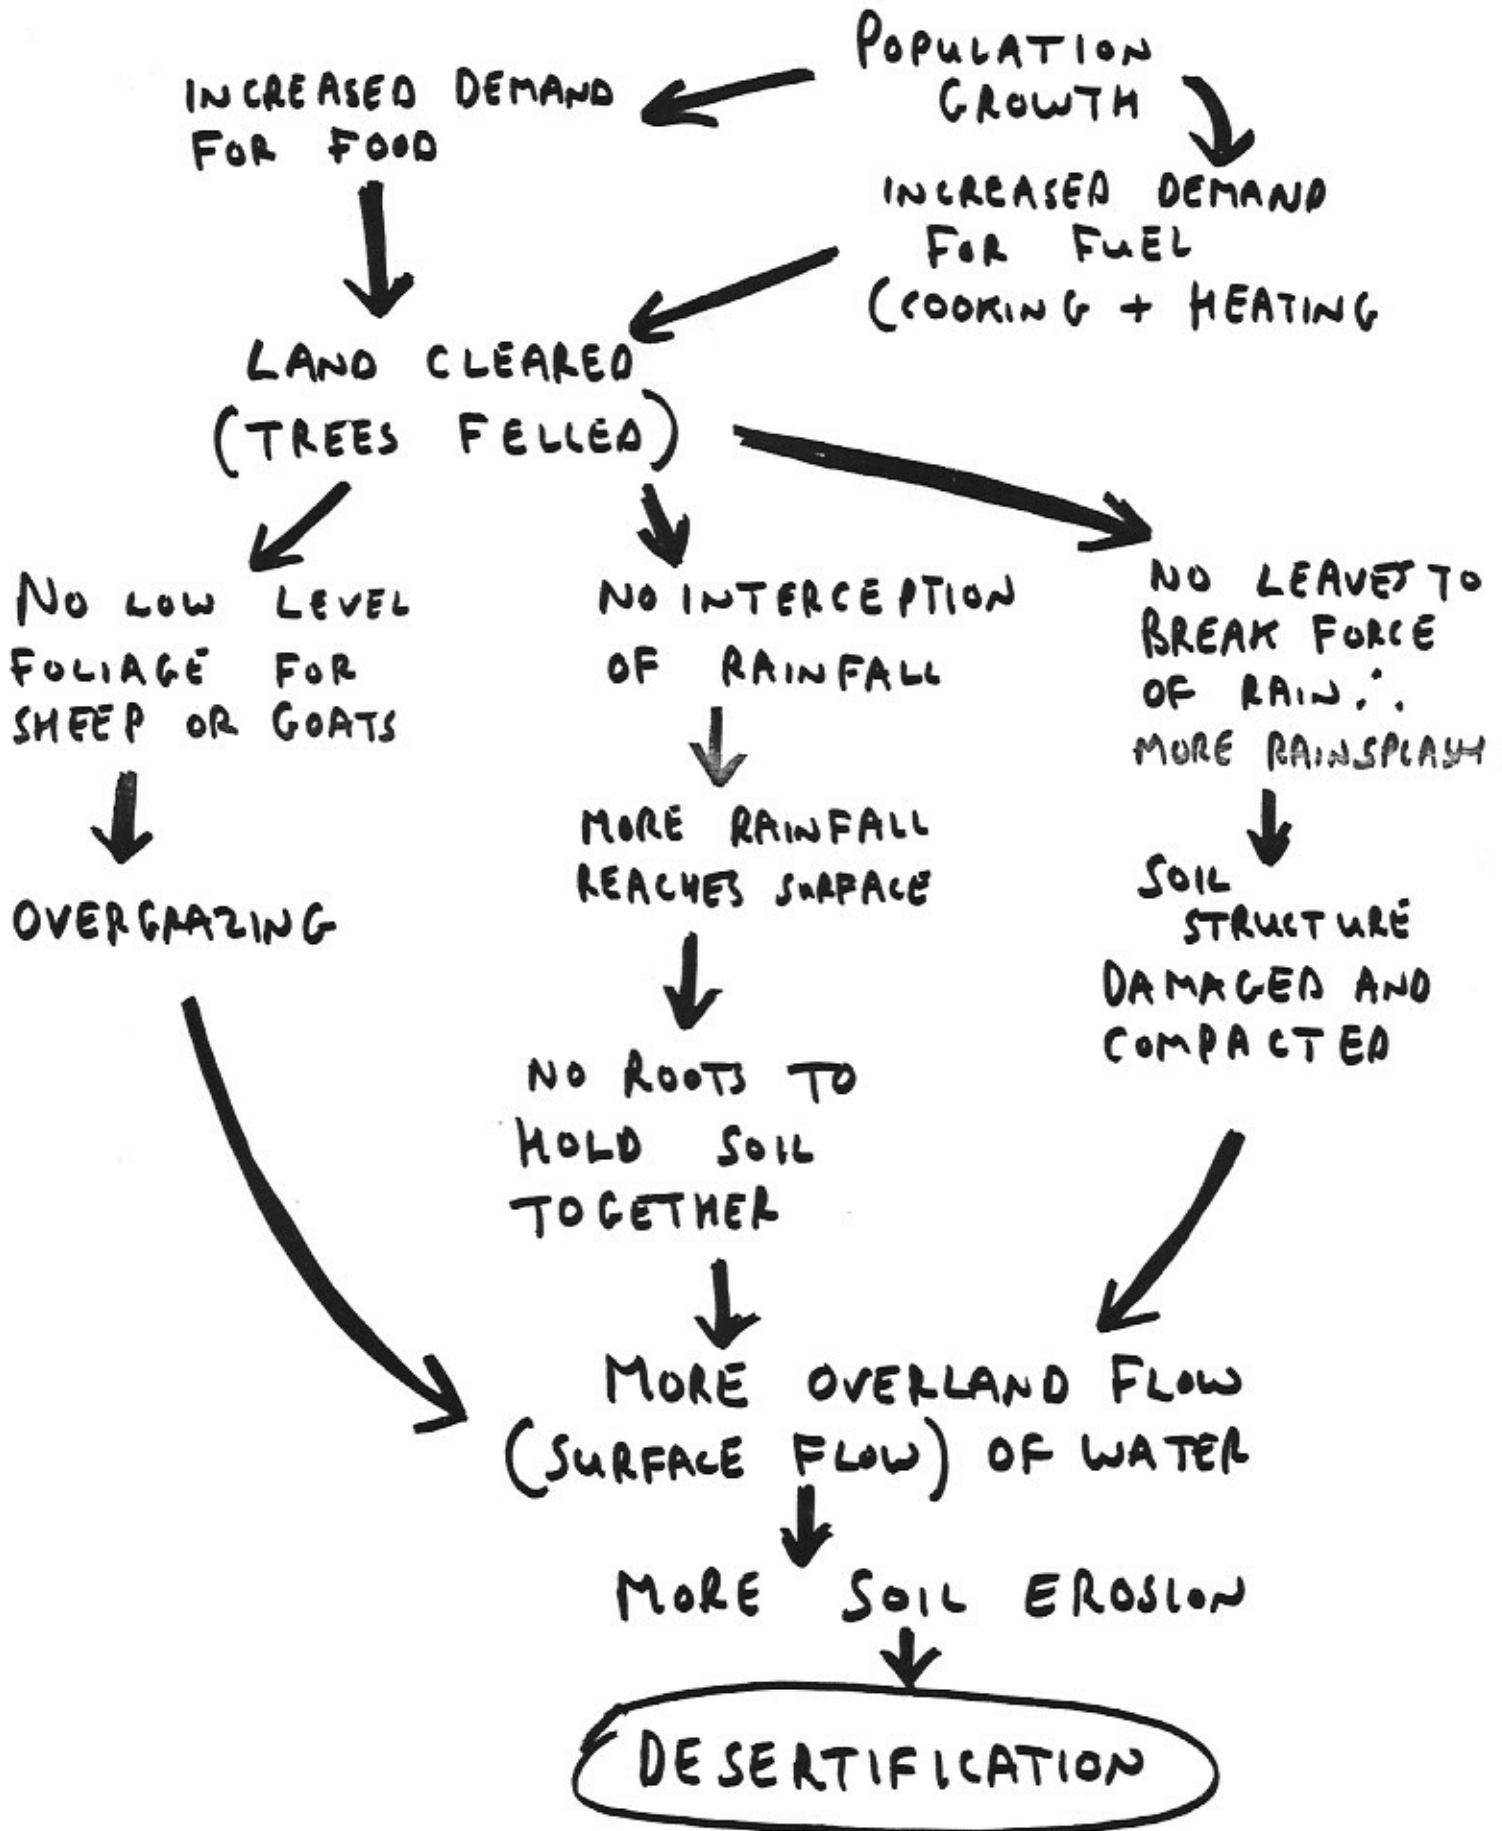 POPULATION
GROWTH
INCREASED DEMAND
FOR FOOD
INCREASED DEMAND
FOR FUEL
(COOKING + HEATING
LAND CLEARED
(TREES FELLED)
NO LOW LEVEL
FOLIAGE FOR
SHEEP OR GOATS
OVERGRAZING
NO INTERCEPTION
OF RAINFALL
MORE RAINFALL
REACHES SURFACE
NO ROOTS TO
HOLD SOIL
TOGETHER
NO LEAVES TO
BREAK FORCE
OF RAIN ∴
MORE RAINSPLASH
SOIL
STRUCTURE
DAMAGED AND
COMPACTED
MORE OVERLAND FLOW
(SURFACE FLOW) OF WATER
MORE SOIL EROSION
DESERTIFICATION